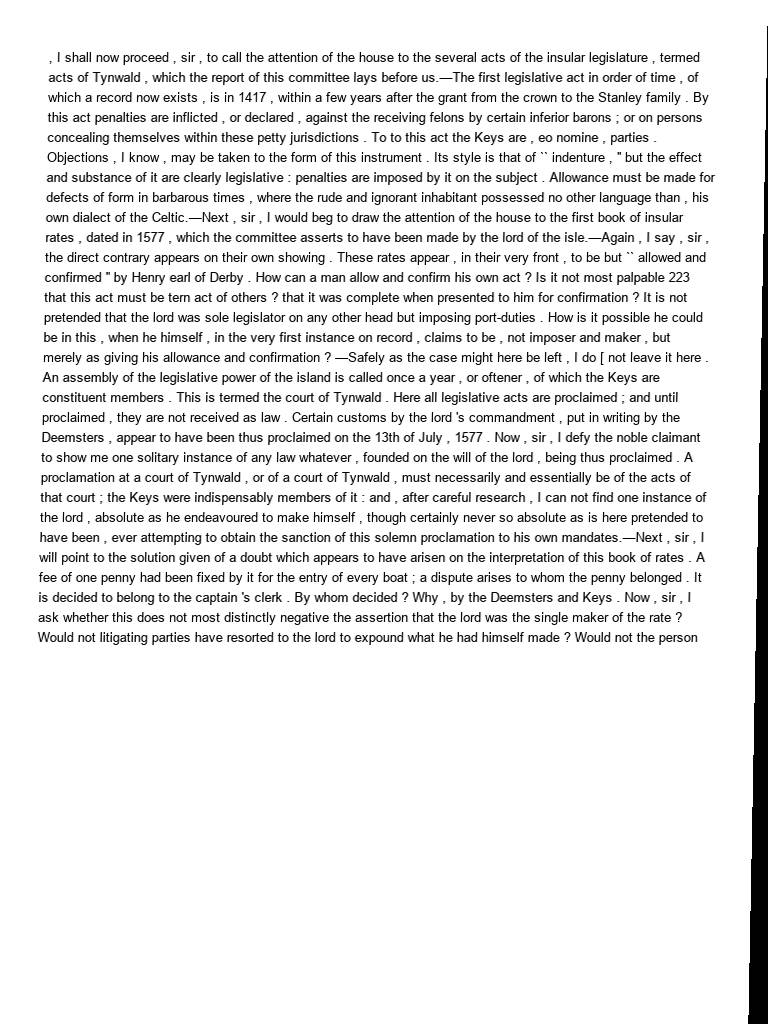 , I shall now proceed , sir , to call the attention of the house to the several acts of the insular legislature , termed
acts of Tynwald , which the report of this committee lays before us.—The first legislative act in order of time , of
which a record now exists , is in 1417 , within a few years after the grant from the crown to the Stanley family . By
this act penalties are inflicted , or declared , against the receiving felons by certain inferior barons ; or on persons
concealing themselves within these petty jurisdictions . To to this act the Keys are , eo nomine , parties .
Objections , I know , may be taken to the form of this instrument . Its style is that of `` indenture , " but the effect
and substance of it are clearly legislative : penalties are imposed by it on the subject . Allowance must be made for
defects of form in barbarous times , where the rude and ignorant inhabitant possessed no other language than , his
own dialect of the Celtic.—Next , sir , I would beg to draw the attention of the house to the first book of insular
rates , dated in 1577 , which the committee asserts to have been made by the lord of the isle.—Again , I say , sir ,
the direct contrary appears on their own showing . These rates appear , in their very front , to be but `` allowed and
confirmed " by Henry earl of Derby . How can a man allow and confirm his own act ? Is it not most palpable 223
that this act must be tern act of others ? that it was complete when presented to him for confirmation ? It is not
pretended that the lord was sole legislator on any other head but imposing port-duties . How is it possible he could
be in this , when he himself , in the very first instance on record , claims to be , not imposer and maker , but
merely as giving his allowance and confirmation ? —Safely as the case might here be left , I do [ not leave it here .
An assembly of the legislative power of the island is called once a year , or oftener , of which the Keys are
constituent members . This is termed the court of Tynwald . Here all legislative acts are proclaimed ; and until
proclaimed , they are not received as law . Certain customs by the lord 's commandment , put in writing by the
Deemsters , appear to have been thus proclaimed on the 13th of July , 1577 . Now , sir , I defy the noble claimant
to show me one solitary instance of any law whatever , founded on the will of the lord , being thus proclaimed . A
proclamation at a court of Tynwald , or of a court of Tynwald , must necessarily and essentially be of the acts of
that court ; the Keys were indispensably members of it : and , after careful research , I can not find one instance of
the lord , absolute as he endeavoured to make himself , though certainly never so absolute as is here pretended to
have been , ever attempting to obtain the sanction of this solemn proclamation to his own mandates.—Next , sir , I
will point to the solution given of a doubt which appears to have arisen on the interpretation of this book of rates . A
fee of one penny had been fixed by it for the entry of every boat ; a dispute arises to whom the penny belonged . It
is decided to belong to the captain 's clerk . By whom decided ? Why , by the Deemsters and Keys . Now , sir , I
ask whether this does not most distinctly negative the assertion that the lord was the single maker of the rate ?
Would not litigating parties have resorted to the lord to expound what he had himself made ? Would not the person